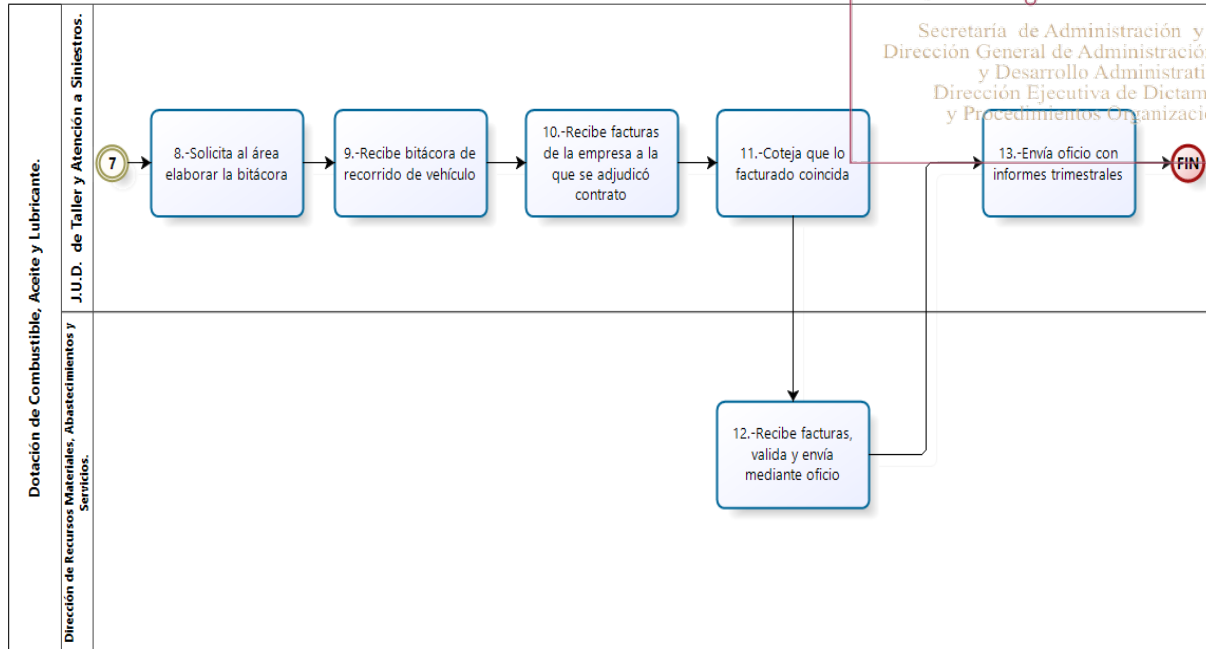 Secretaría de Administración y
Dirección General de Administración
y Desarrollo Administrati
Dirección Ejecutiva de Dictam
y Procedimientos Organizacio
Dotación de Combustible, Aceite y Lubricante.
J.U.D. de Taller y Atención a Siniestros.
7
8.-Solicita al área
elaborar la bitácora
9.-Recibe bitácora de
recorrido de vehículo
10.-Recibe facturas
de la empresa a la
que se adjudicó
contrato
11.-Coteja que lo
facturado coincida
13.-Envía oficio con
informes trimestrales
FIN
Dirección de Recursos Materiales, Abastecimientos y
Servicios.
12.-Recibe facturas,
valida y envía
mediante oficio